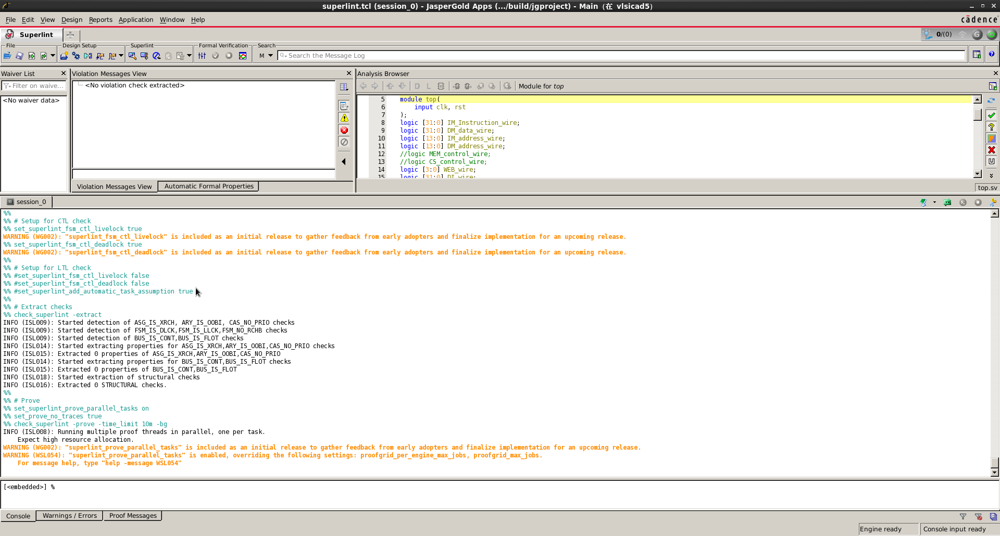 superlint.tcl (session_0) - JasperGold Apps (.../build/jgproject) - Main (在 vlsicad5)
File Edit View Design Reports Application Window Help
cādence
Superlint
0/(0)
File Design Setup Superlint Formal Verification Search
M Search the Message Log
Waiver List
Filter on waive...
<No waiver data>
Violation Messages View
<No violation check extracted>
Violation Messages View Automatic Formal Properties
Analysis Browser
D L Module for top
5 module top(
6 input clk, rst
7 );
8 logic [31:0] IM_Instruction_wire;
9 logic [31:0] DM_data_wire;
10 logic [13:0] IM_address_wire;
11 logic [13:0] DM_address_wire;
12 //logic MEM_control_wire;
13 //logic CS_control_wire;
14 logic [3:0] WEB_wire;
15 logic [31:0] DI_wire;
top.sv
session_0
%%
%% # Setup for CTL check
%% set_superlint_fsm_ctl_livelock true
WARNING (WG002): "superlint_fsm_ctl_livelock" is included as an initial release to gather feedback from early adopters and finalize implementation for an upcoming release.
%% set_superlint_fsm_ctl_deadlock true
WARNING (WG002): "superlint_fsm_ctl_deadlock" is included as an initial release to gather feedback from early adopters and finalize implementation for an upcoming release.
%%
%% # Setup for LTL check
%% #set_superlint_fsm_ctl_livelock false
%% #set_superlint_fsm_ctl_deadlock false
%% #set_superlint_add_automatic_task_assumption true
%%
%% # Extract checks
%% check_superlint -extract
INFO (ISL009): Started detection of ASG_IS_XRCH, ARY_IS_OOBI, CAS_NO_PRIO checks
INFO (ISL009): Started detection of FSM_IS_DLCK,FSM_IS_LLCK,FSM_NO_RCHB checks
INFO (ISL009): Started detection of BUS_IS_CONT,BUS_IS_FLOT checks
INFO (ISL014): Started extracting properties for ASG_IS_XRCH,ARY_IS_OOBI,CAS_NO_PRIO checks
INFO (ISL015): Extracted 0 properties of ASG_IS_XRCH,ARY_IS_OOBI,CAS_NO_PRIO
INFO (ISL014): Started extracting properties for BUS_IS_CONT,BUS_IS_FLOT checks
INFO (ISL015): Extracted 0 properties of BUS_IS_CONT,BUS_IS_FLOT
INFO (ISL018): Started extraction of structural checks
INFO (ISL016): Extracted 0 STRUCTURAL checks.
%%
%% # Prove
%% set_superlint_prove_parallel_tasks on
%% set_prove_no_traces true
%% check_superlint -prove -time_limit 10m -bg
INFO (ISL008): Running multiple proof threads in parallel, one per task.
Expect high resource allocation.
WARNING (WG002): "superlint_prove_parallel_tasks" is included as an initial release to gather feedback from early adopters and finalize implementation for an upcoming release.
WARNING (WSL054): "superlint_prove_parallel_tasks" is enabled, overriding the following settings: proofgrid_per_engine_max_jobs, proofgrid_max_jobs.
For message help, type "help -message WSL054"
[<embedded>] %
Console Warnings / Errors Proof Messages
Engine ready Console input ready